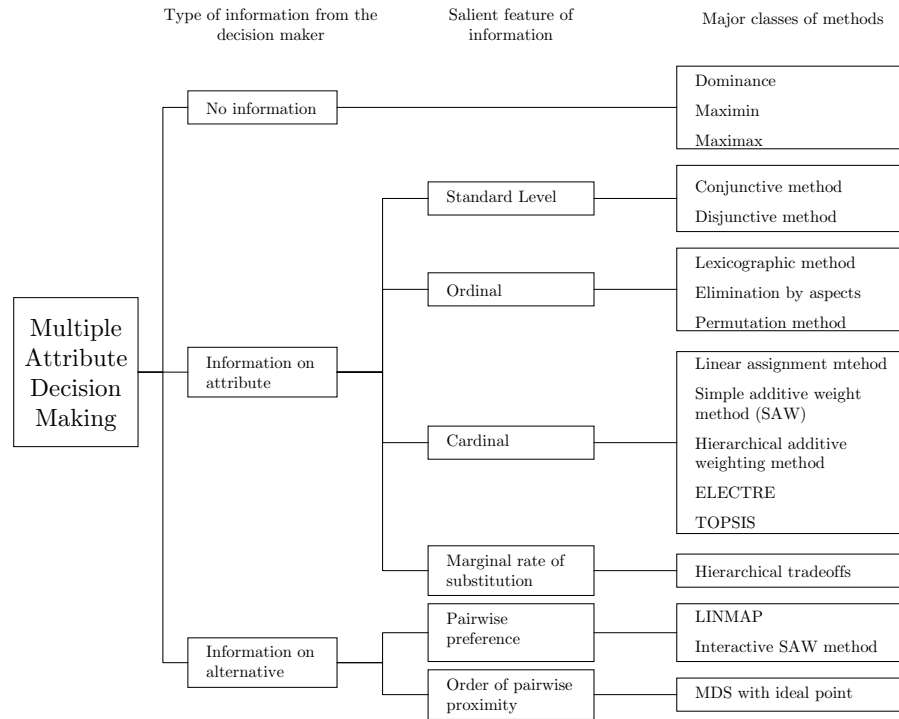 Type of information from the
decision maker
Salient feature of
information
Major classes of methods
Multiple
Attribute
Decision
Making
No information
Dominance
Maximin
Maximax
Information on
attribute
Standard Level
Conjunctive method
Disjunctive method
Ordinal
Lexicographic method
Elimination by aspects
Permutation method
Cardinal
Linear assignment mtehod
Simple additive weight
method (SAW)
Hierarchical additive
weighting method
ELECTRE
TOPSIS
Marginal rate of
substitution
Hierarchical tradeoffs
Information on
alternative
Pairwise
preference
LINMAP
Interactive SAW method
Order of pairwise
proximity
MDS with ideal point